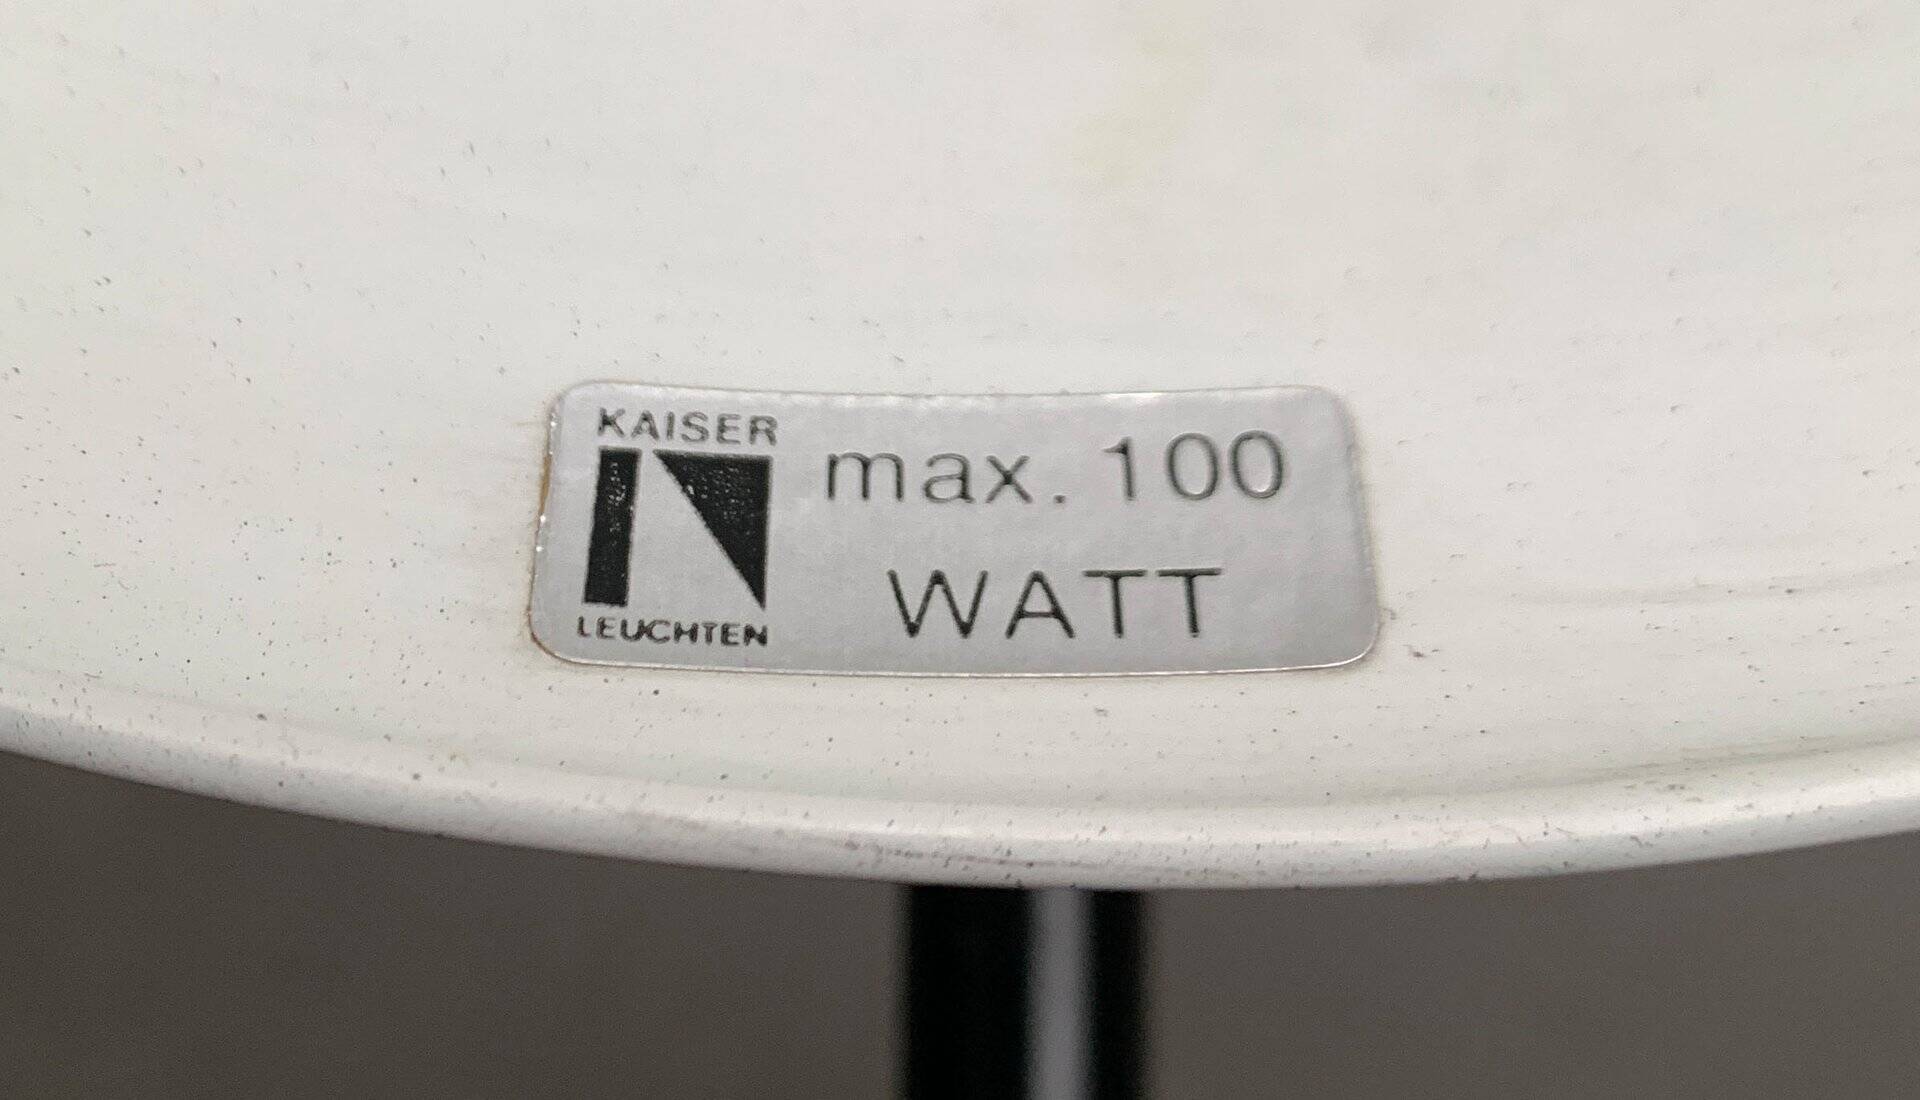 KAISER
LEUCHTEN
max. 100
WATT